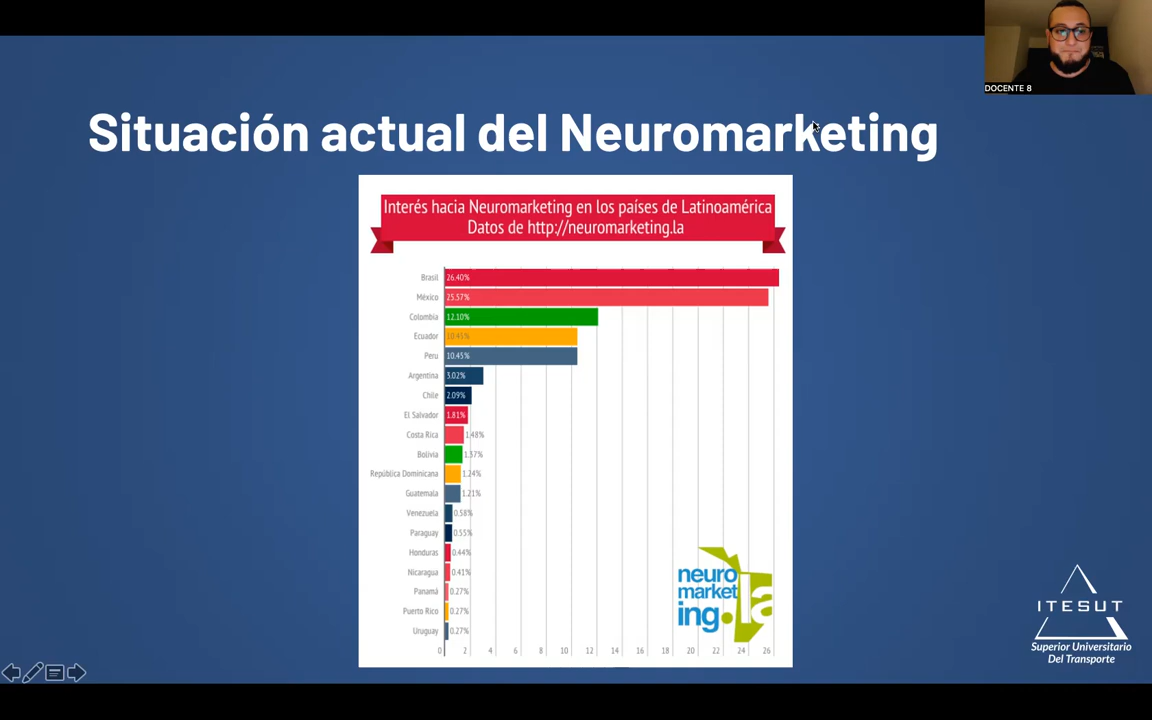 DOCENTE 8
Situación actual del Neuromarketing
Interés hacia Neuromarketing en los países de Latinoamérica
Datos de http://neuromarketing.la
Brasil 26.40%
México 25.57%
Colombia 12.10%
Ecuador 10.45%
Peru 10.45%
Argentina 3.02%
Chile 2.09%
El Salvador 1.81%
Costa Rica 1.48%
Bolivia 1.37%
República Dominicana 1.24%
Guatemala 1.21%
Venezuela 0.58%
Paraguay 0.55%
Honduras 0.44%
Nicaragua 0.41%
Panamá 0.27%
Puerto Rico 0.27%
Uruguay 0.27%
0 2 4 6 8 10 12 14 16 18 20 22 24 26
neuro
market
ing.la
ITESUT
Superior Universitario
Del Transporte